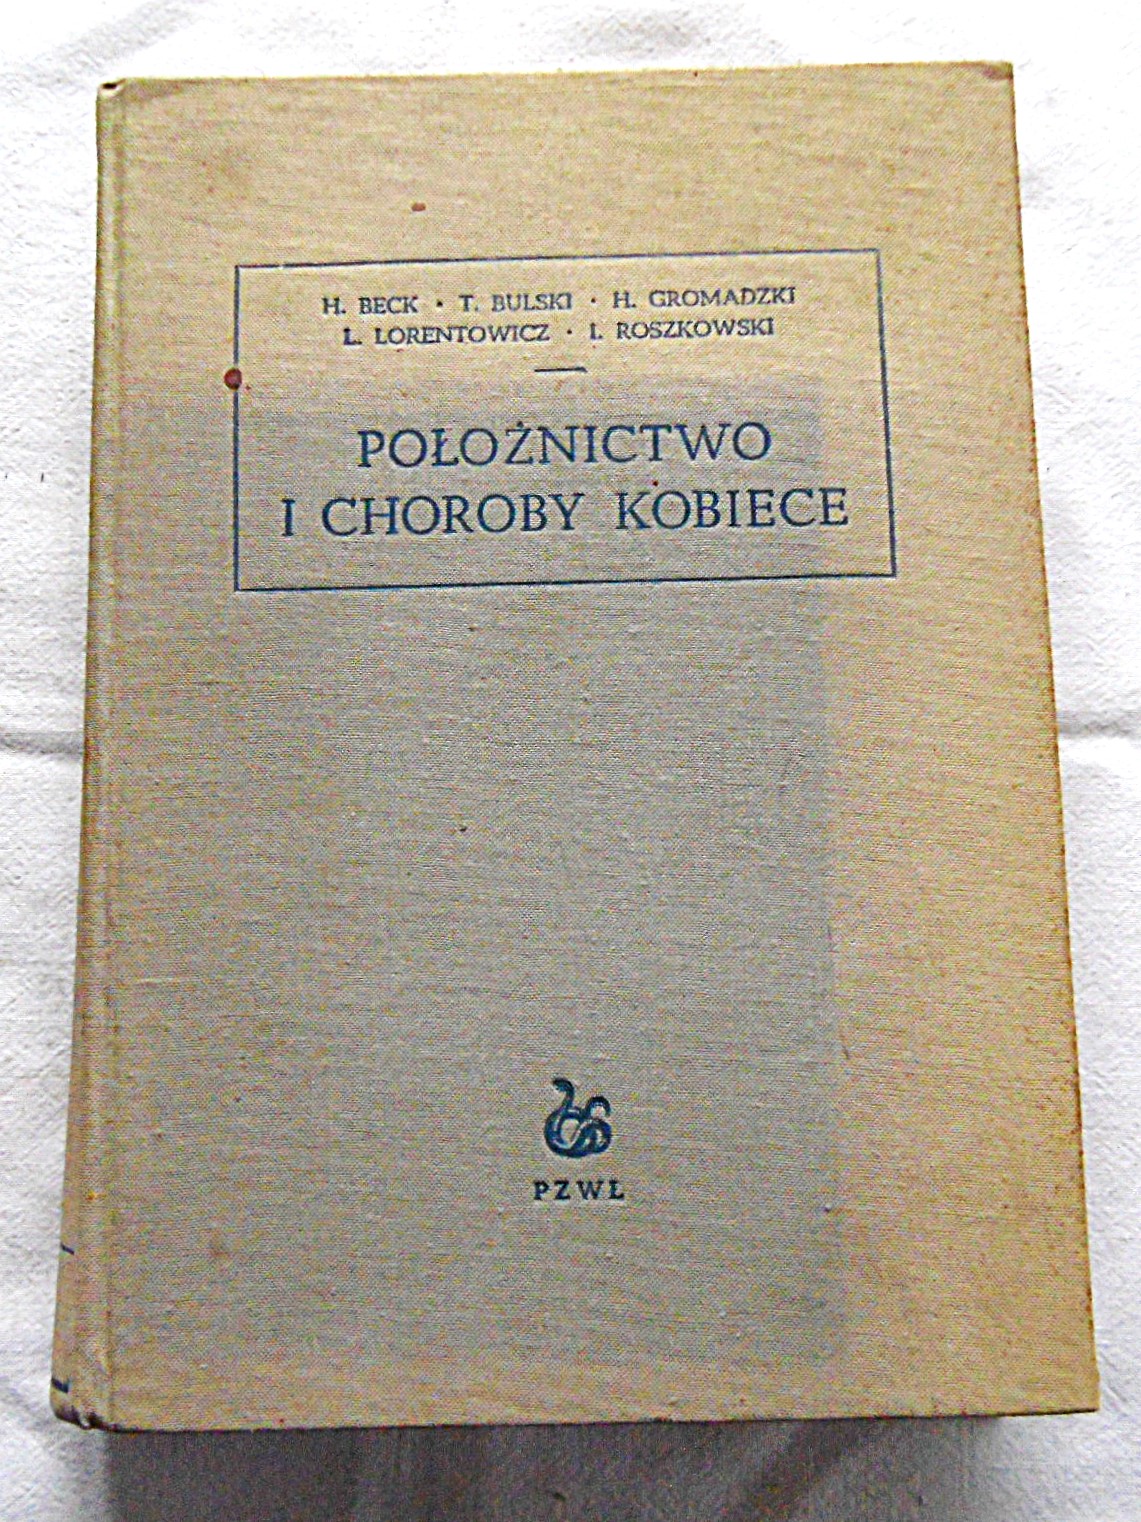 H. BECK · T. BULSKI · H. GROMADZKI
L. LORENTOWICZ · I. ROSZKOWSKI
POŁOŻNICTWO
I CHOROBY KOBIECE
PZWL